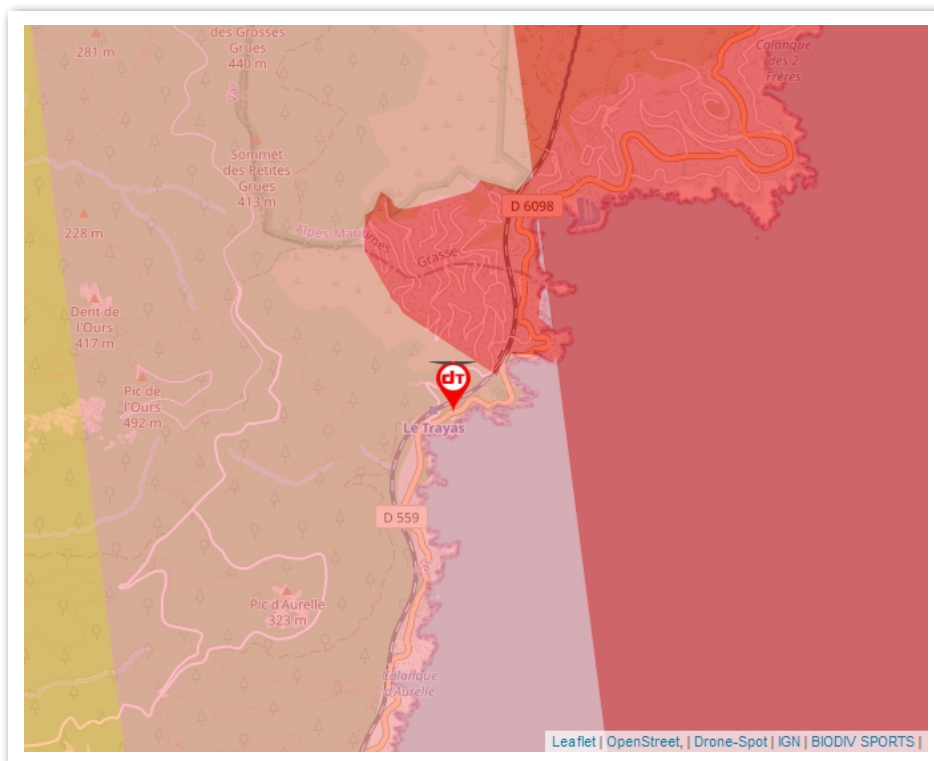 281 m
des Grosses
Grues
440 m
Var
Calanque
des 2
Frères
Sommet
des Petites
Grues
413 m
D 6098
228 m
Alpes-Maritimes
Grasse
Dent de
l'Ours
417 m
dT
Pic de
l'Ours
492 m
Le Trayas
D 559
Var
Pic d'Aurelle
323 m
Calanque
d'Aurelle
Leaflet | OpenStreet, | Drone-Spot | IGN | BIODIV SPORTS |